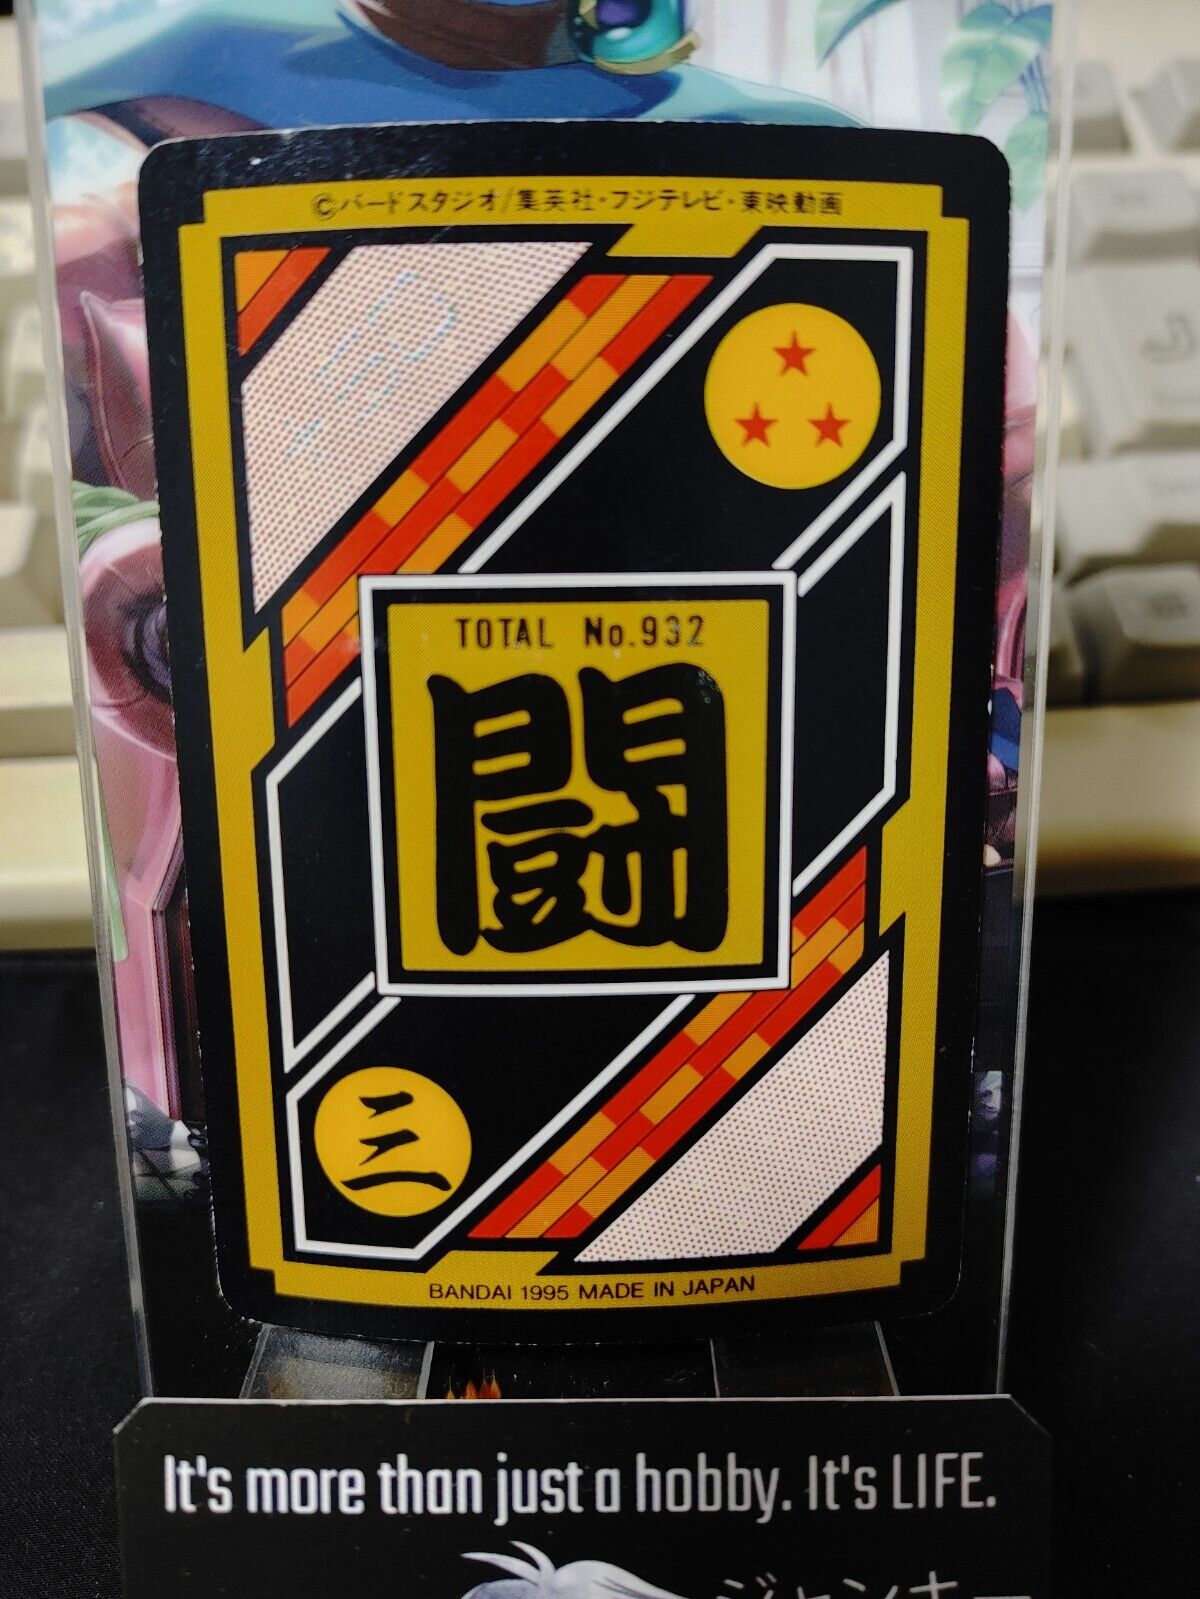 ©バードスタジオ/集英社・フジテレビ・東映動画
TOTAL No.932
闘
三
BANDAI 1995 MADE IN JAPAN
It's more than just a hobby. It's LIFE.